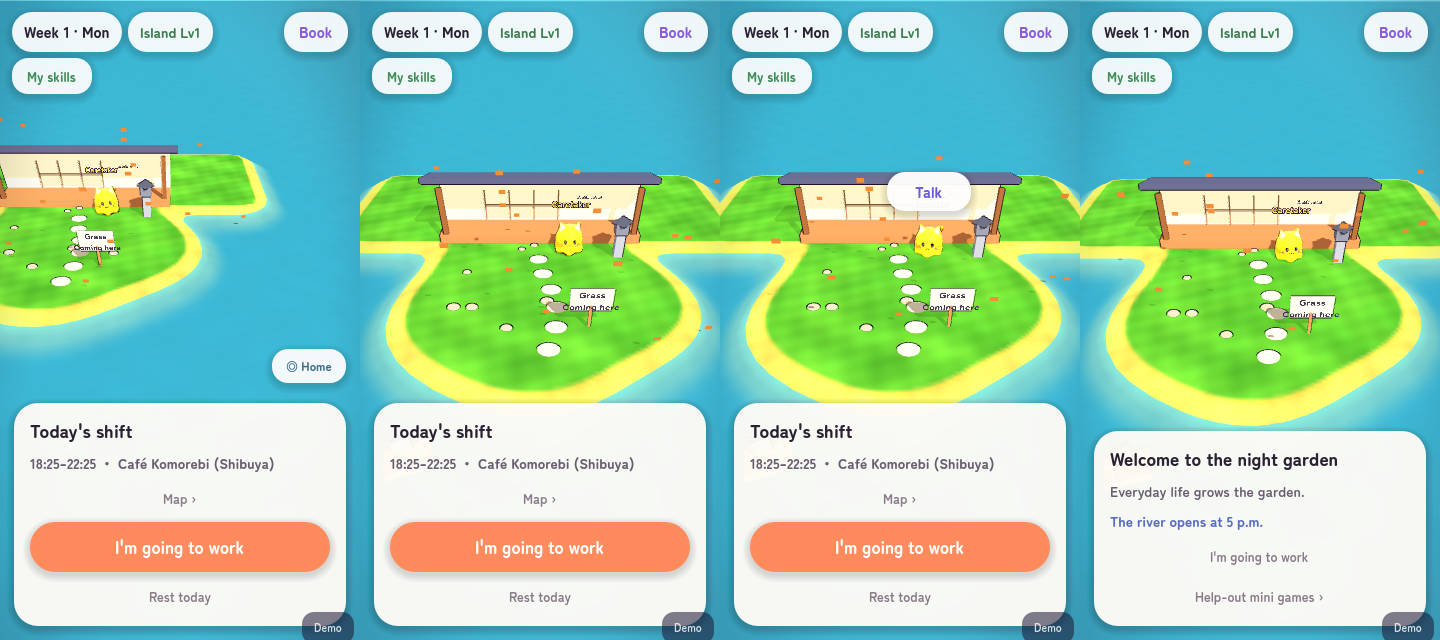 Week 1 · Mon
Island Lv1
Book
My skills
Caretaker
Grass
Coming here
◎ Home
Today's shift
18:25–22:25 • Café Komorebi (Shibuya)
Map ›
I'm going to work
Rest today
Demo
Week 1 · Mon
Island Lv1
Book
My skills
Caretaker
Grass
Coming here
Today's shift
18:25–22:25 • Café Komorebi (Shibuya)
Map ›
I'm going to work
Rest today
Demo
Week 1 · Mon
Island Lv1
Book
My skills
Talk
Grass
Coming here
Today's shift
18:25–22:25 • Café Komorebi (Shibuya)
Map ›
I'm going to work
Rest today
Demo
Week 1 · Mon
Island Lv1
Book
My skills
Caretaker
Grass
Coming here
Welcome to the night garden
Everyday life grows the garden.
The river opens at 5 p.m.
I'm going to work
Help-out mini games ›
Demo